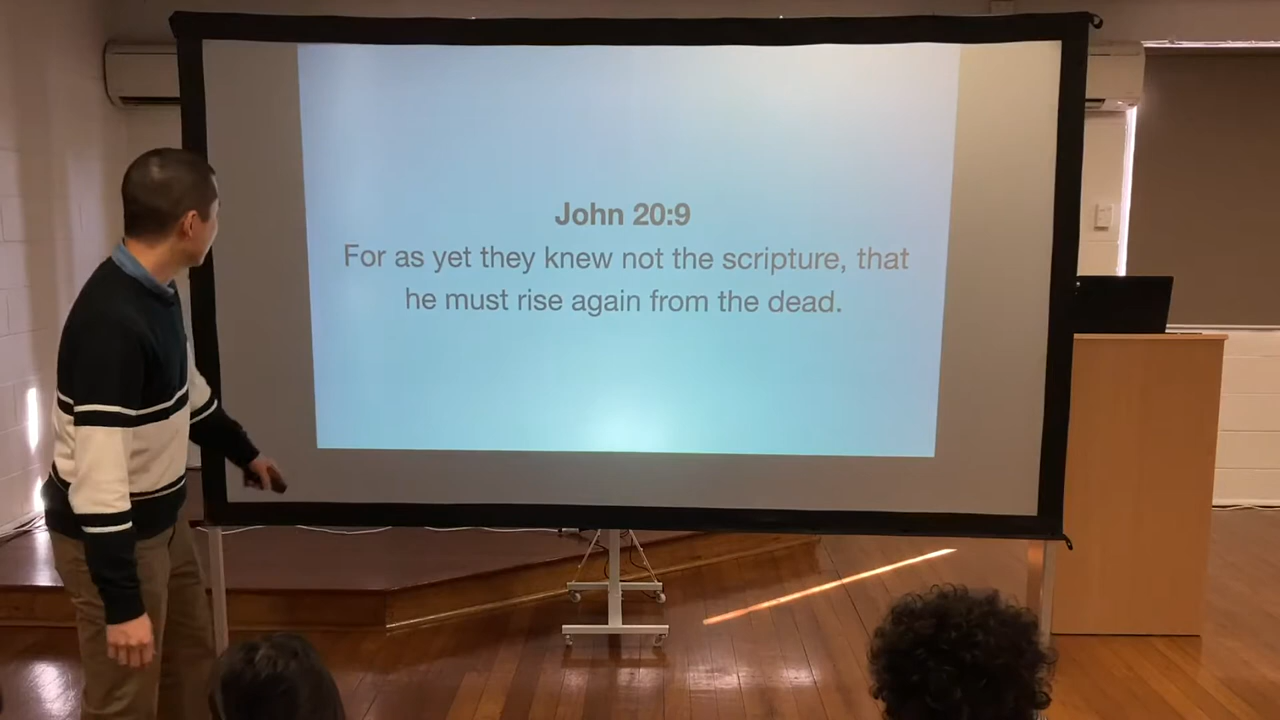 John 20:9
For as yet they knew not the scripture, that
he must rise again from the dead.